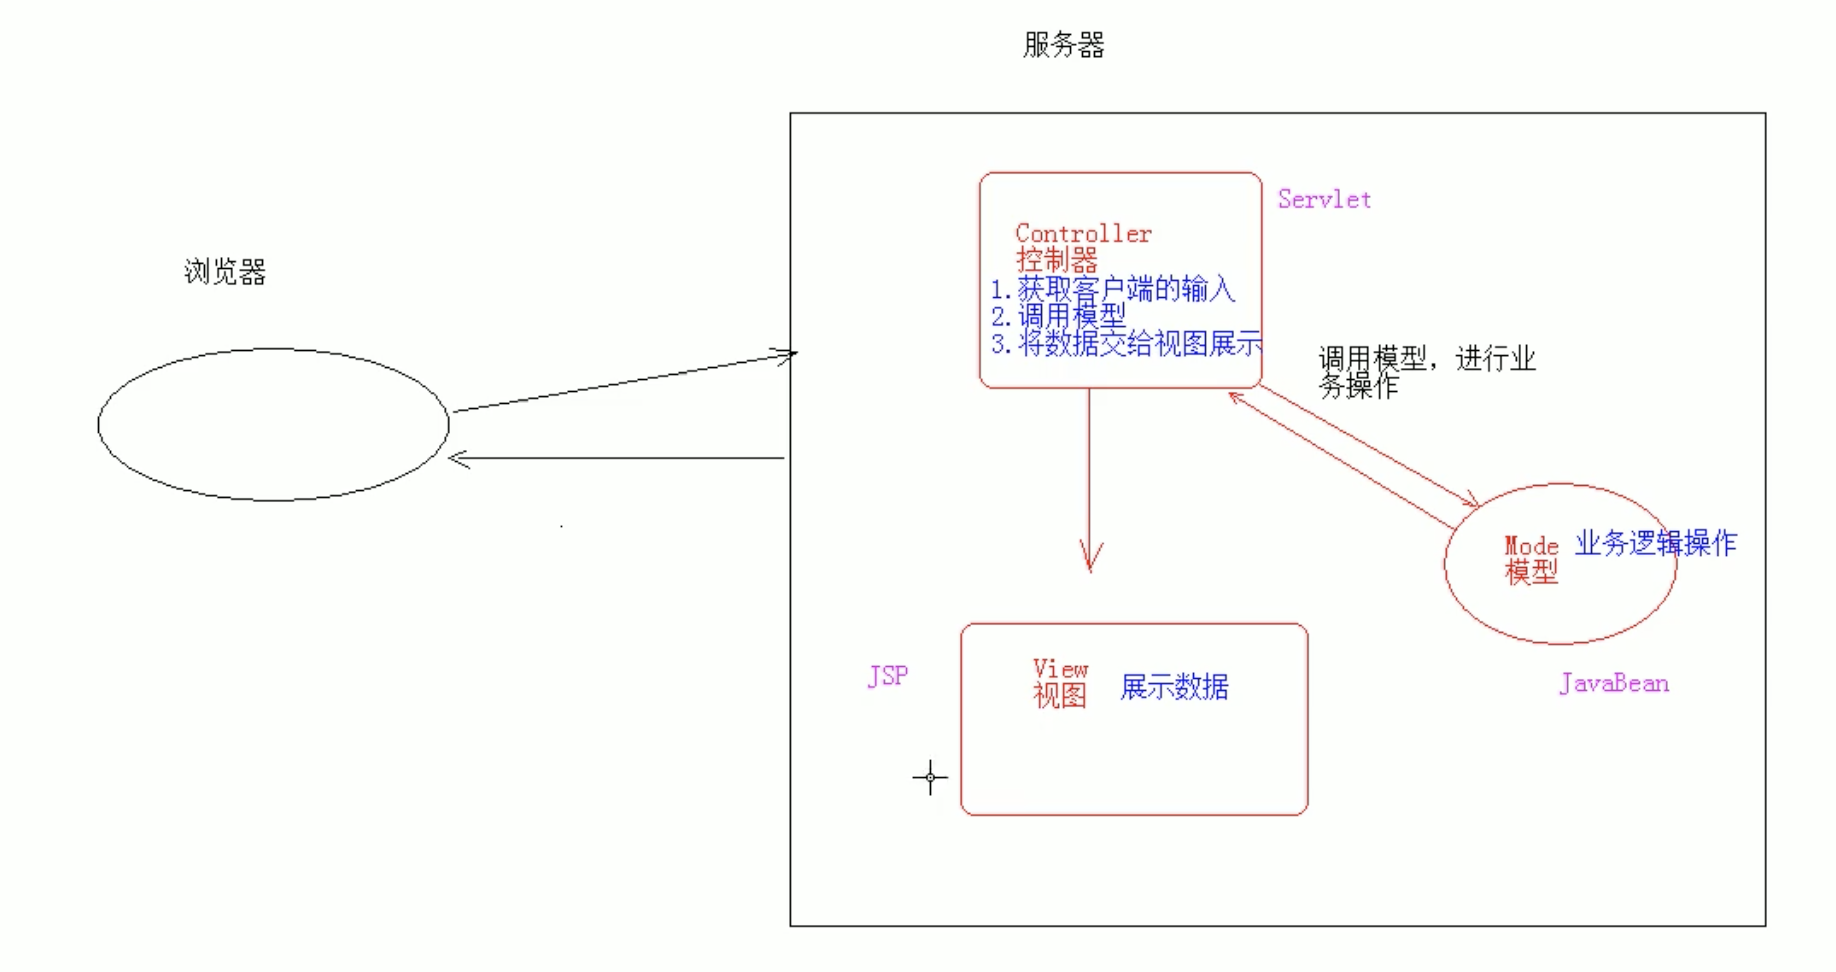 服务器
浏览器
Servlet
Controller
控制器
1.获取客户端的输入
2.调用模型
3.将数据交给视图展示
调用模型，进行业
务操作
Mode 业务逻辑操作
模型
JavaBean
JSP
View
视图 展示数据